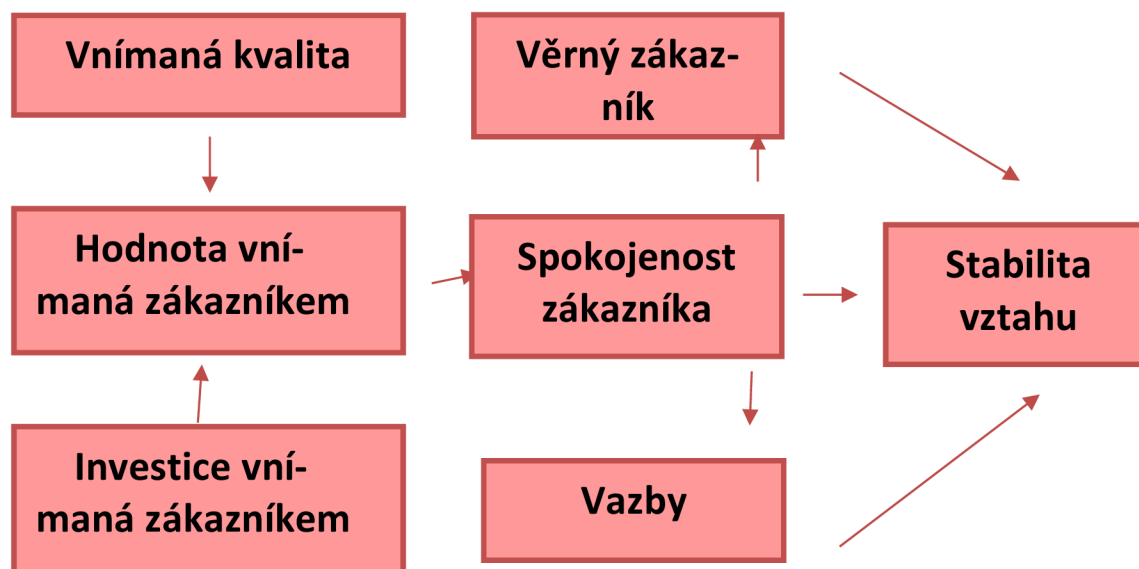 Vnímaná kvalita
Věrný zákaz-
ník
Hodnota vní-
maná zákazníkem
Spokojenost
zákazníka
Stabilita
vztahu
Investice vní-
maná zákazníkem
Vazby